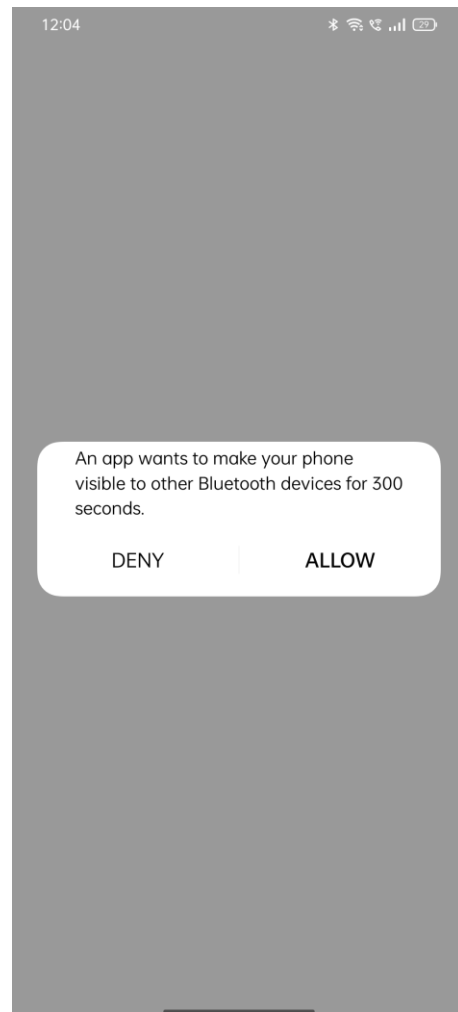 12:04
29
An app wants to make your phone
visible to other Bluetooth devices for 300
seconds.
DENY
ALLOW